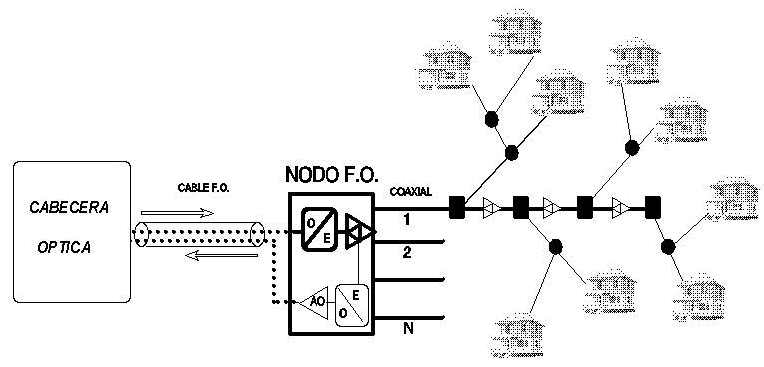 CABECERA
OPTICA
CABLE F.O.
NODO F.O.
O
E
AO
E
O
COAXIAL
1
2
N